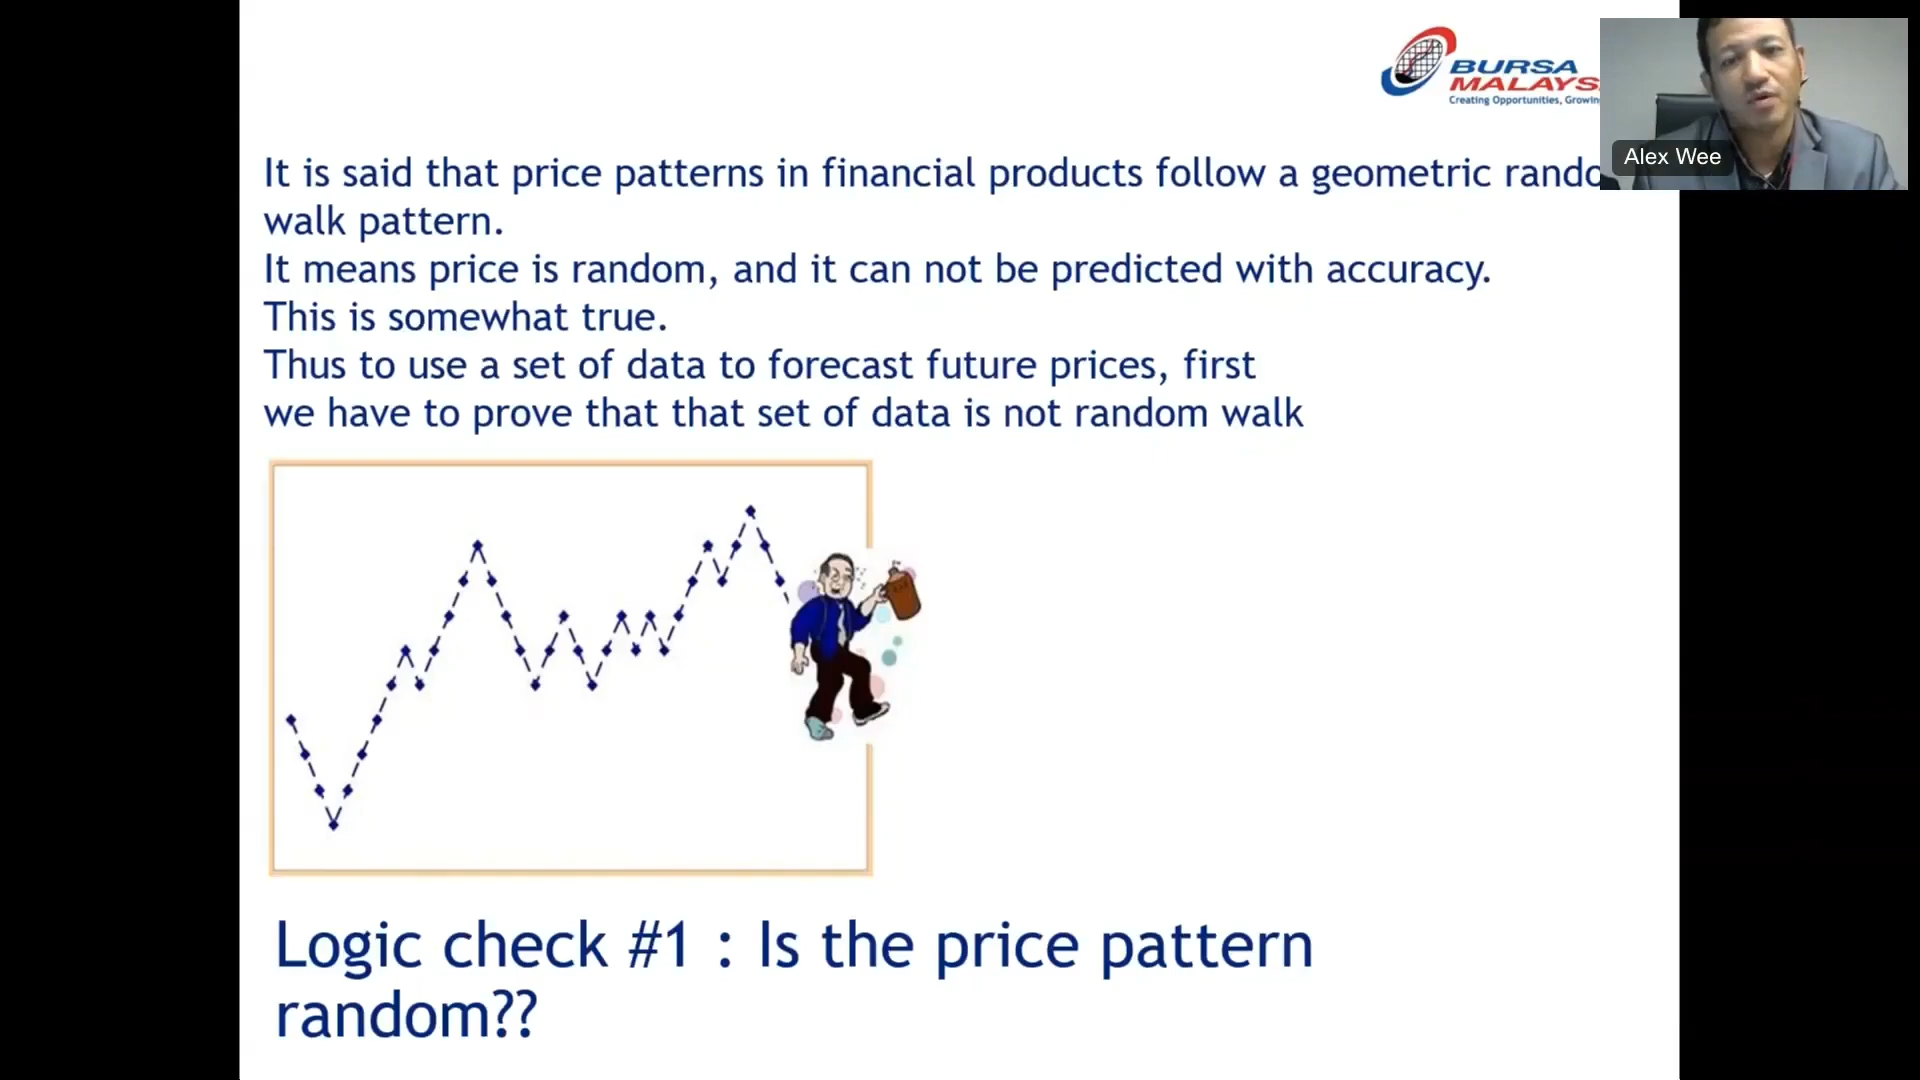 BURSA
MALAYS
Creating Opportunities, Growin
Alex Wee
It is said that price patterns in financial products follow a geometric rando
walk pattern.
It means price is random, and it can not be predicted with accuracy.
This is somewhat true.
Thus to use a set of data to forecast future prices, first
we have to prove that that set of data is not random walk
Logic check #1 : Is the price pattern
random??